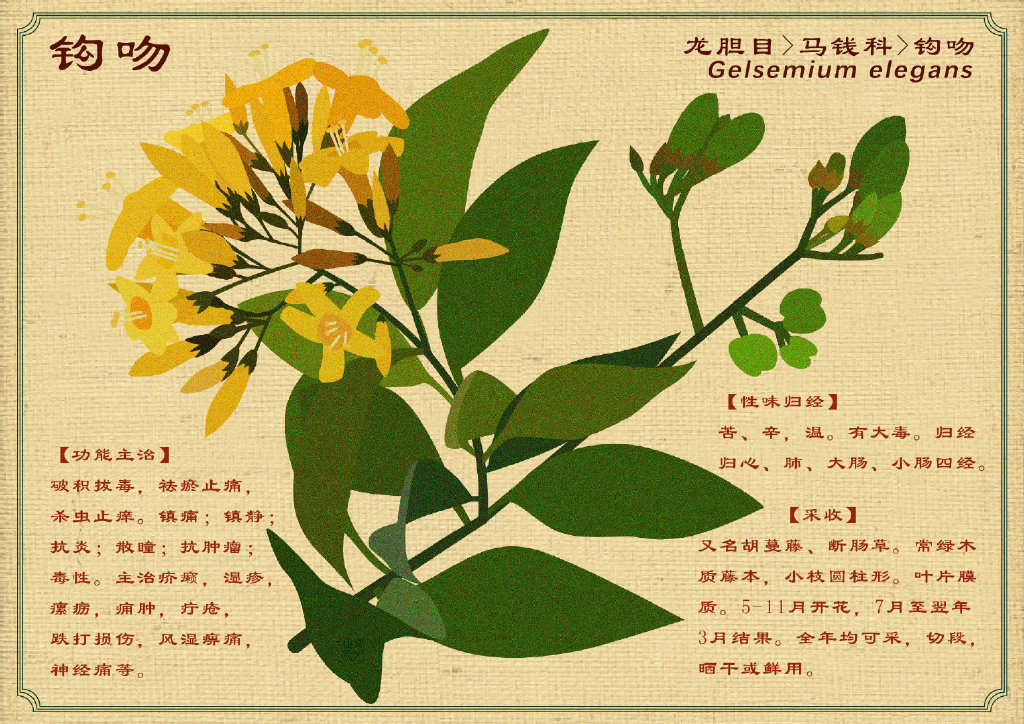 钩吻
龙胆目>马钱科>钩吻
Gelsemium elegans
【功能主治】
破积拔毒，祛瘀止痛，
杀虫止痒。镇痛；镇静；
抗炎；散瞳；抗肿瘤；
毒性。主治疥癞，湿疹，
瘰疬，痈肿，疔疮，
跌打损伤，风湿痹痛，
神经痛等。
【性味归经】
苦、辛，温。有大毒。归经
归心、肺、大肠、小肠四经。
【采收】
又名胡蔓藤、断肠草。常绿木
质藤本，小枝圆柱形。叶片膜
质。5-11月开花，7月至翌年
3月结果。全年均可采，切段，
晒干或鲜用。